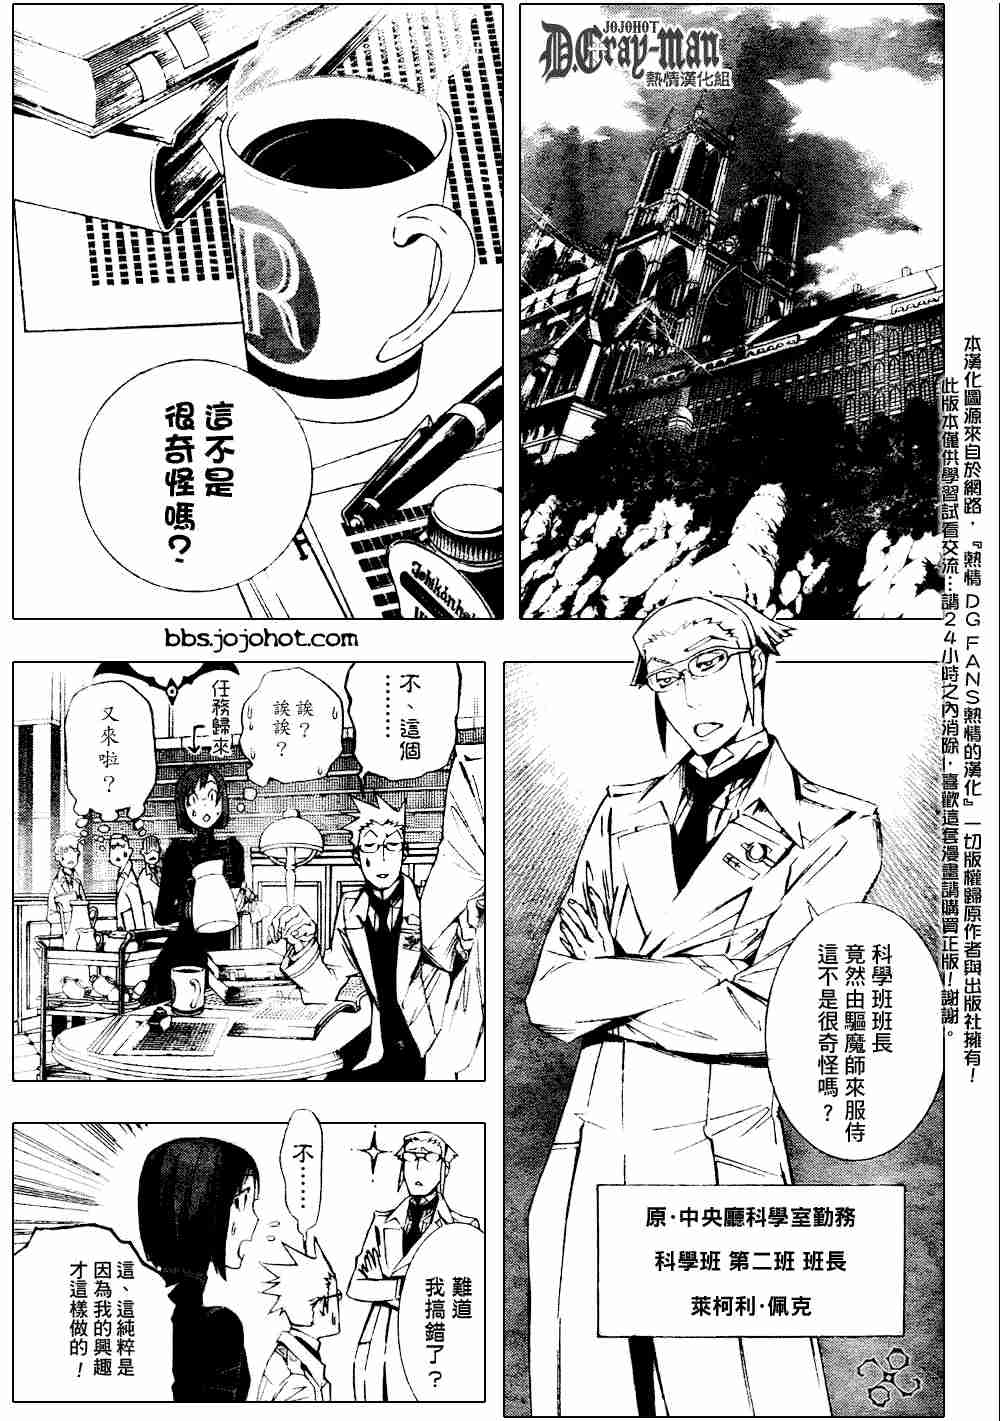 JOJOHOT
D.Gray-man
熱情漢化組
R
這不是
很奇怪嗎？
bbs.jojohot.com
科學班班長
竟然由驅魔師來服侍
這不是很奇怪嗎？
原·中央廳科學室勤務
科學班 第二班 班長
萊柯利·佩克
不、這個
………
誒？
誒誒？
任務歸來
又來啦？
難道
我搞錯了？
不……
這、這純粹是
因為我的興趣
才這樣做的！
本漢化圖源來自於網路，『熱情 DG FANS熱情的漢化』一切版權歸原作者與出版社擁有！
此版本僅供學習試看交流…請24小時之內消除·喜歡這套漫畫請購買正版！謝謝。